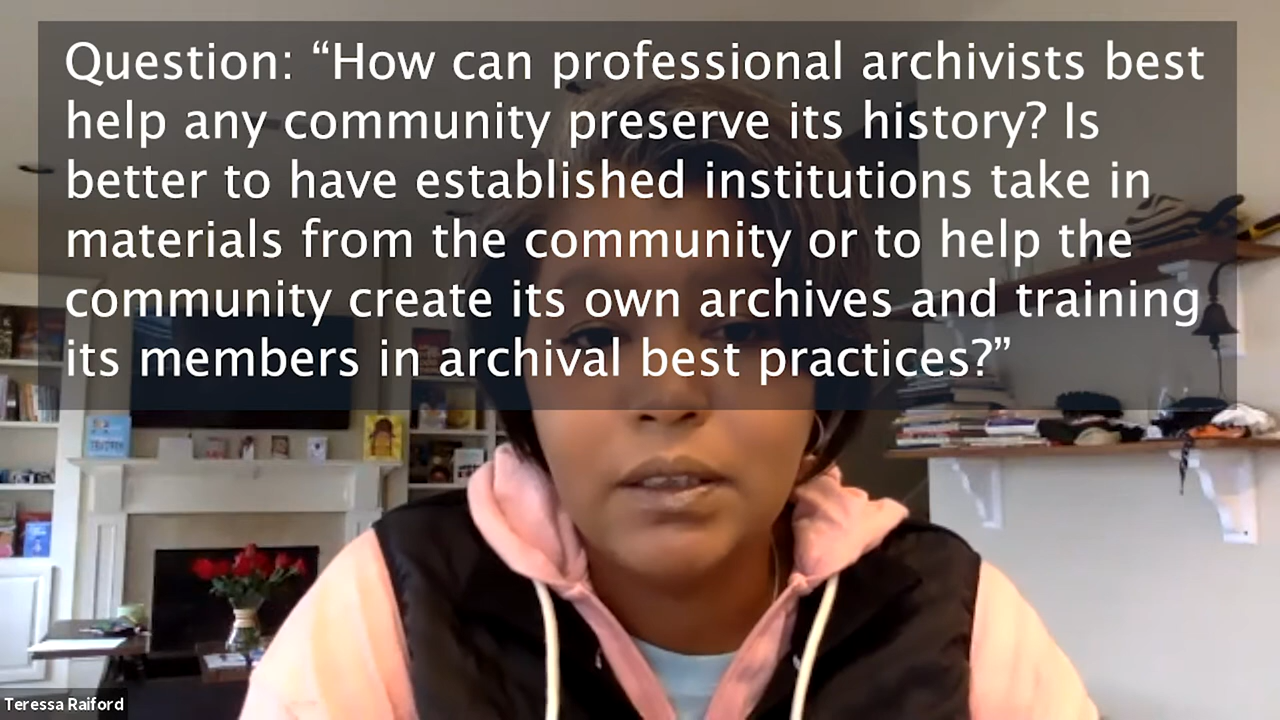 Question: “How can professional archivists best
help any community preserve its history? Is
better to have established institutions take in
materials from the community or to help the
community create its own archives and training
its members in archival best practices?”
Teressa Raiford